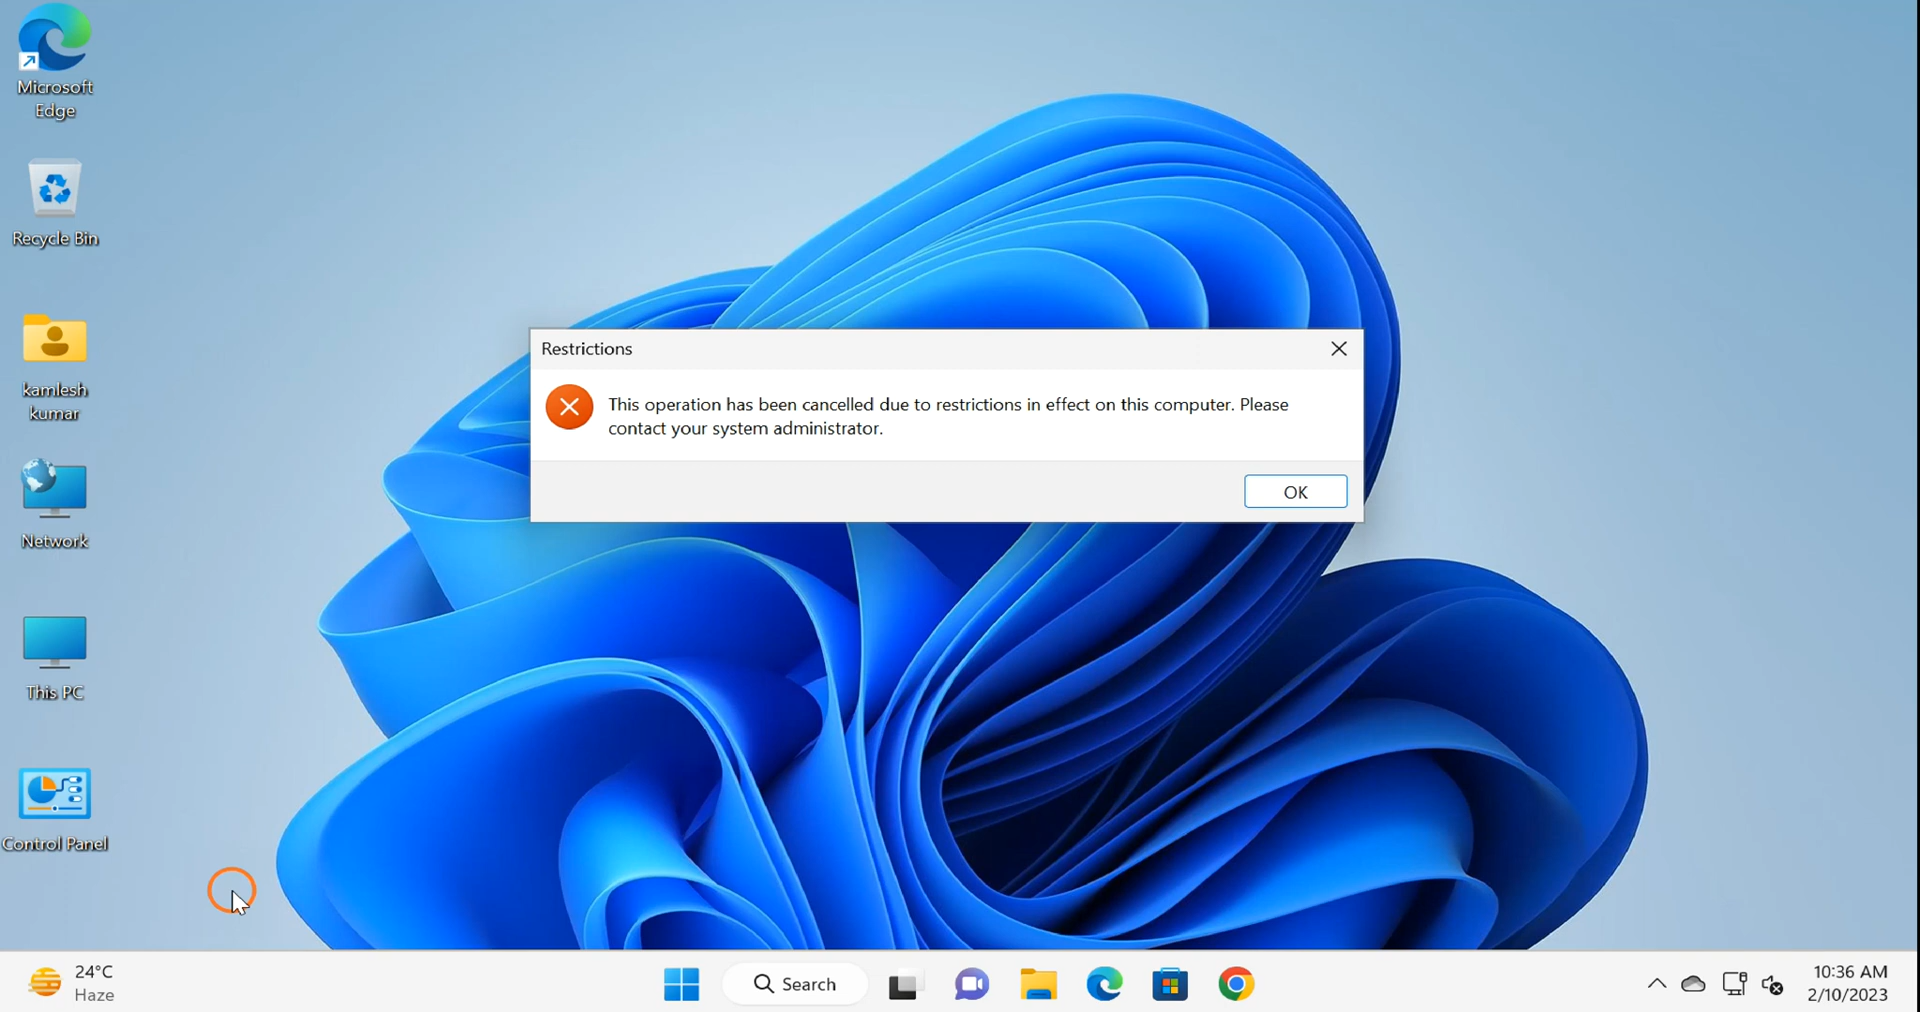 Microsoft
Edge
Recycle Bin
kamlesh
kumar
Network
This PC
Control Panel
Restrictions
This operation has been cancelled due to restrictions in effect on this computer. Please
contact your system administrator.
OK
24°C
Haze
Search
10:36 AM
2/10/2023